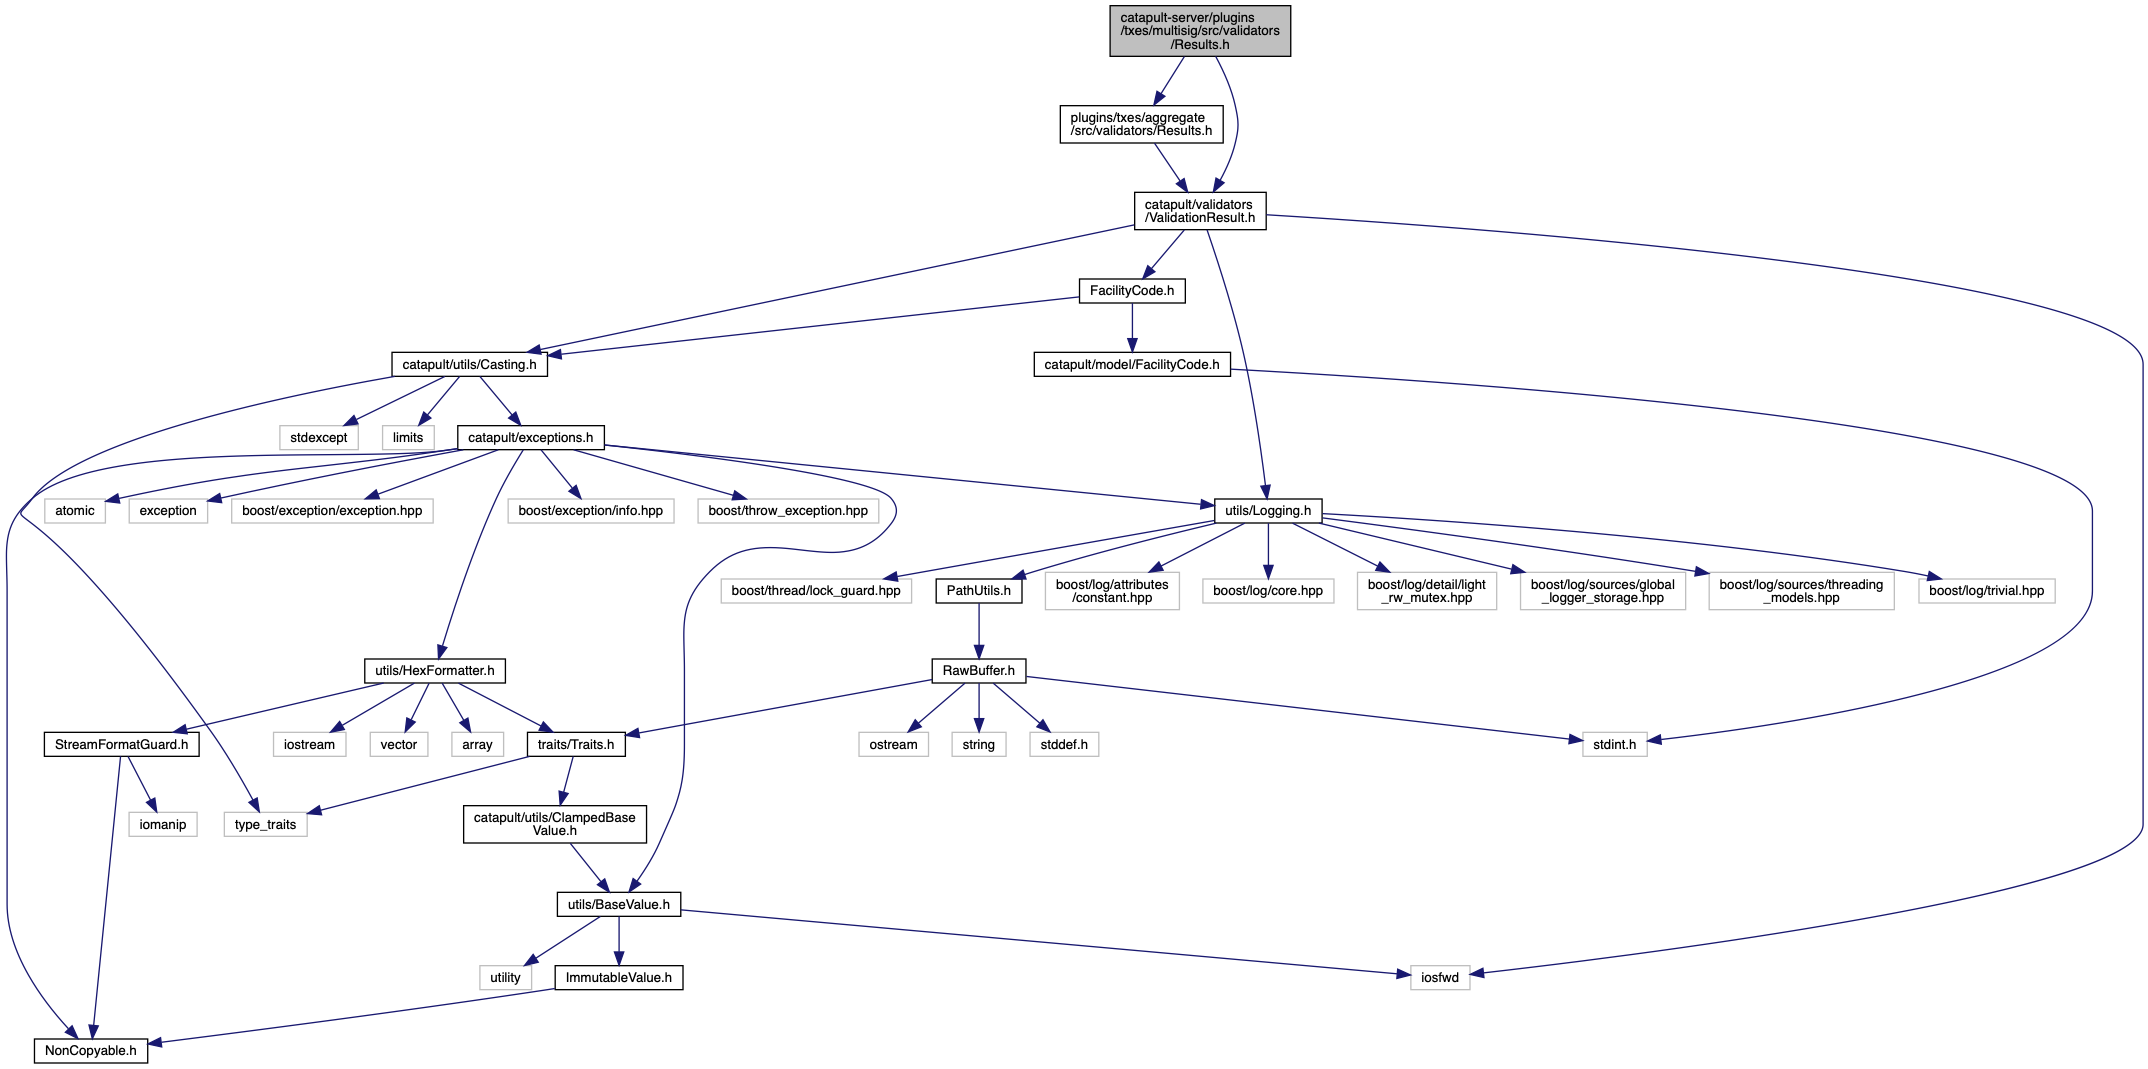 catapult-server/plugins
/txes/multisig/src/validators
/Results.h
plugins/txes/aggregate
/src/validators/Results.h
catapult/validators
/ValidationResult.h
FacilityCode.h
catapult/utils/Casting.h
catapult/model/FacilityCode.h
stdexcept
limits
catapult/exceptions.h
atomic
exception
boost/exception/exception.hpp
boost/exception/info.hpp
boost/throw_exception.hpp
utils/Logging.h
boost/thread/lock_guard.hpp
PathUtils.h
boost/log/attributes
/constant.hpp
boost/log/core.hpp
boost/log/detail/light
_rw_mutex.hpp
boost/log/sources/global
_logger_storage.hpp
boost/log/sources/threading
_models.hpp
boost/log/trivial.hpp
utils/HexFormatter.h
RawBuffer.h
StreamFormatGuard.h
iostream
vector
array
traits/Traits.h
ostream
string
stddef.h
stdint.h
iomanip
type_traits
catapult/utils/ClampedBase
Value.h
utils/BaseValue.h
utility
ImmutableValue.h
iosfwd
NonCopyable.h